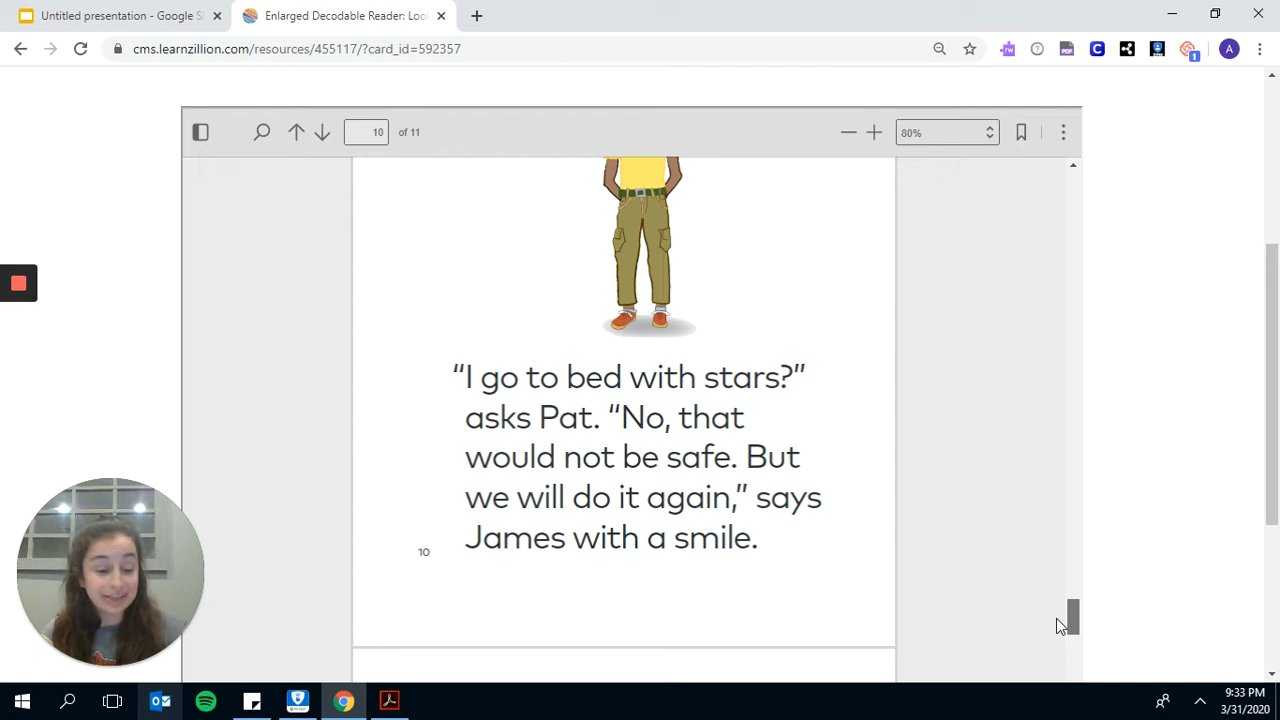 Untitled presentation - Google S
Enlarged Decodable Reader: Loo
cms.learnzillion.com/resources/455117/?card_id=592357
1
A
10 of 11
80%
“I go to bed with stars?”
asks Pat. “No, that
would not be safe. But
we will do it again,” says
James with a smile.
10
9:33 PM
3/31/2020